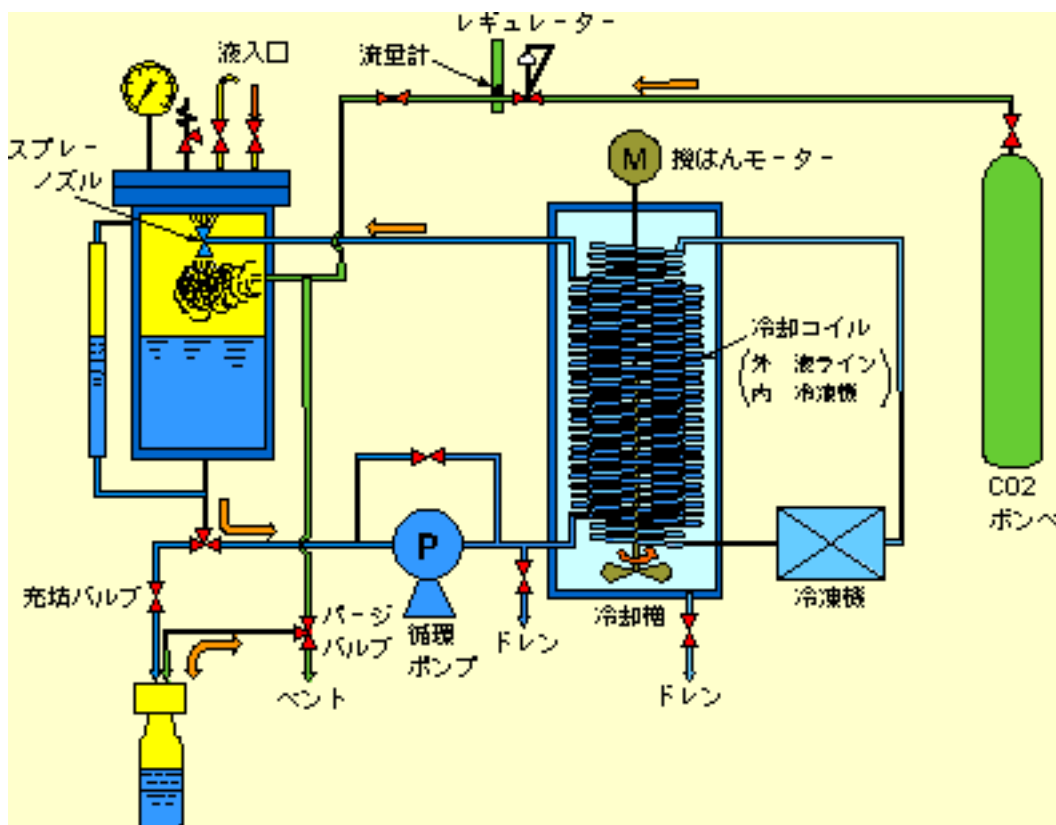 レギュレーター
流量計
液入口
スプレー
ノズル
M
撹はんモーター
冷却コイル
(外 液ライン
内 冷凍機)
CO2
ボンベ
P
充填バルブ
パージ
バルブ
循環
ポンプ
ドレン
冷却槽
冷凍機
ベント
ドレン